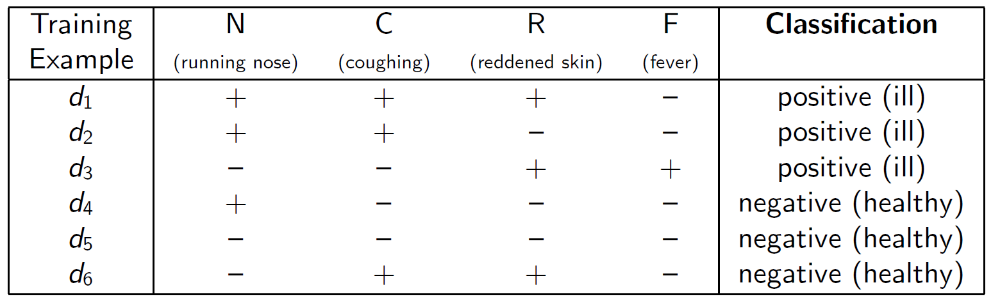 Training N C R F Classification
Example (running nose) (coughing) (reddened skin) (fever)
d1 + + + − positive (ill)
d2 + + − − positive (ill)
d3 − − + + positive (ill)
d4 + − − − negative (healthy)
d5 − − − − negative (healthy)
d6 − + + − negative (healthy)